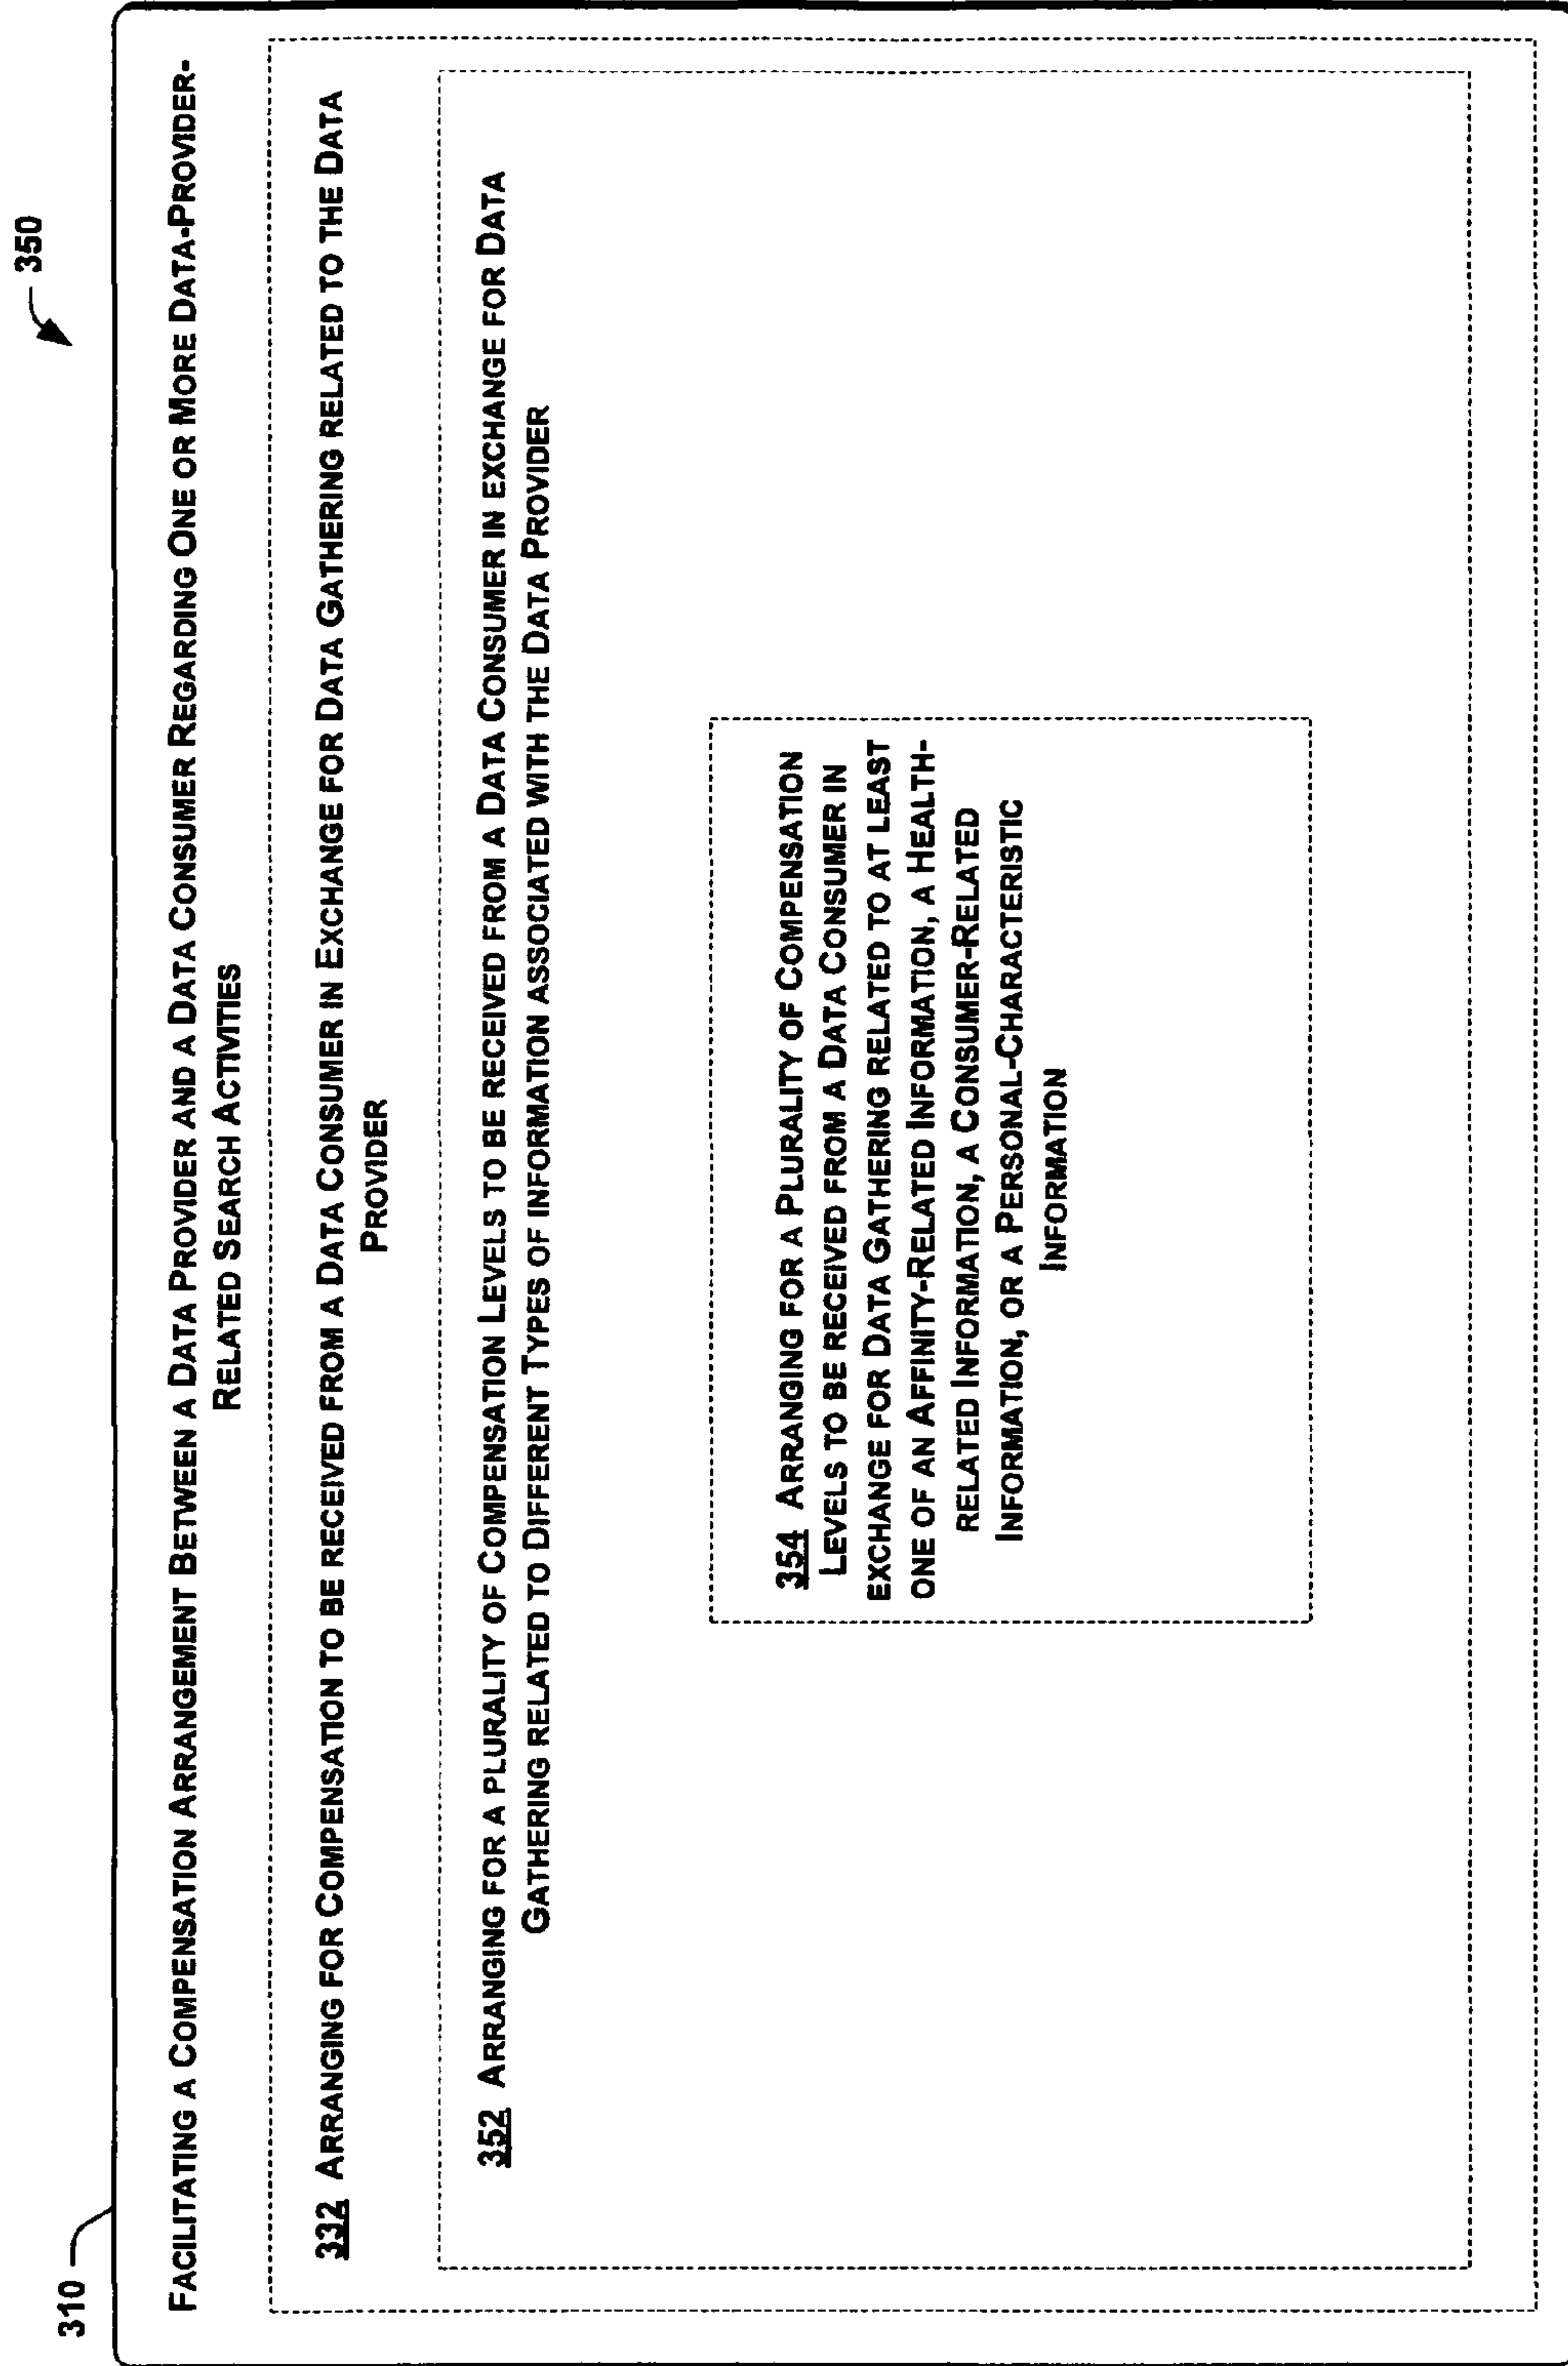 350
310
FACILITATING A COMPENSATION ARRANGEMENT BETWEEN A DATA PROVIDER AND A DATA CONSUMER REGARDING ONE OR MORE DATA-PROVIDER-
RELATED SEARCH ACTIVITIES
332 ARRANGING FOR COMPENSATION TO BE RECEIVED FROM A DATA CONSUMER IN EXCHANGE FOR DATA GATHERING RELATED TO THE DATA
PROVIDER
352 ARRANGING FOR A PLURALITY OF COMPENSATION LEVELS TO BE RECEIVED FROM A DATA CONSUMER IN EXCHANGE FOR DATA
GATHERING RELATED TO DIFFERENT TYPES OF INFORMATION ASSOCIATED WITH THE DATA PROVIDER
354 ARRANGING FOR A PLURALITY OF COMPENSATION
LEVELS TO BE RECEIVED FROM A DATA CONSUMER IN
EXCHANGE FOR DATA GATHERING RELATED TO AT LEAST
ONE OF AN AFFINITY-RELATED INFORMATION, A HEALTH-
RELATED INFORMATION, A CONSUMER-RELATED
INFORMATION, OR A PERSONAL-CHARACTERISTIC
INFORMATION